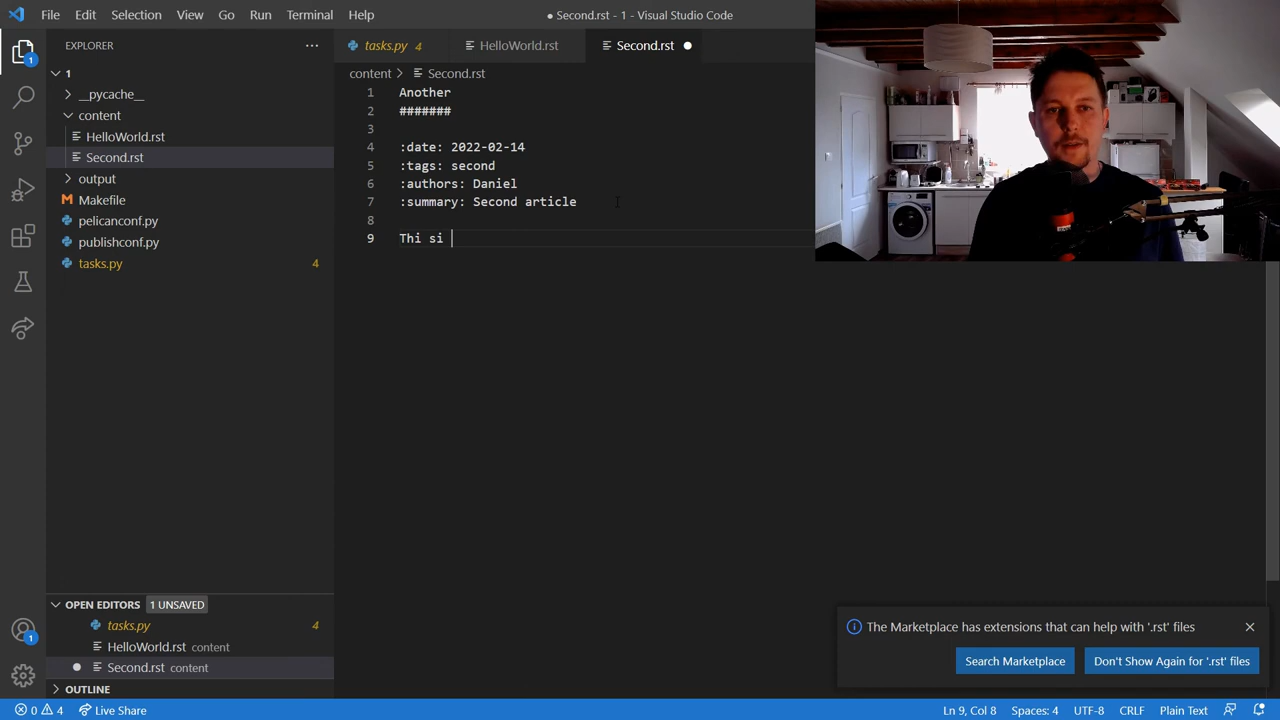 File Edit Selection View Go Run Terminal Help
● Second.rst - 1 - Visual Studio Code
EXPLORER
tasks.py 4
HelloWorld.rst
Second.rst
1
content > Second.rst
__pycache__
content
HelloWorld.rst
Second.rst
output
Makefile
pelicanconf.py
publishconf.py
tasks.py 4
1 Another
2 #######
3
4 :date: 2022-02-14
5 :tags: second
6 :authors: Daniel
7 :summary: Second article
8
9 Thi si
OPEN EDITORS 1 UNSAVED
tasks.py 4
HelloWorld.rst content
Second.rst content
OUTLINE
The Marketplace has extensions that can help with '.rst' files
Search Marketplace
Don't Show Again for '.rst' files
1
1
0 4 Live Share
Ln 9, Col 8 Spaces: 4 UTF-8 CRLF Plain Text